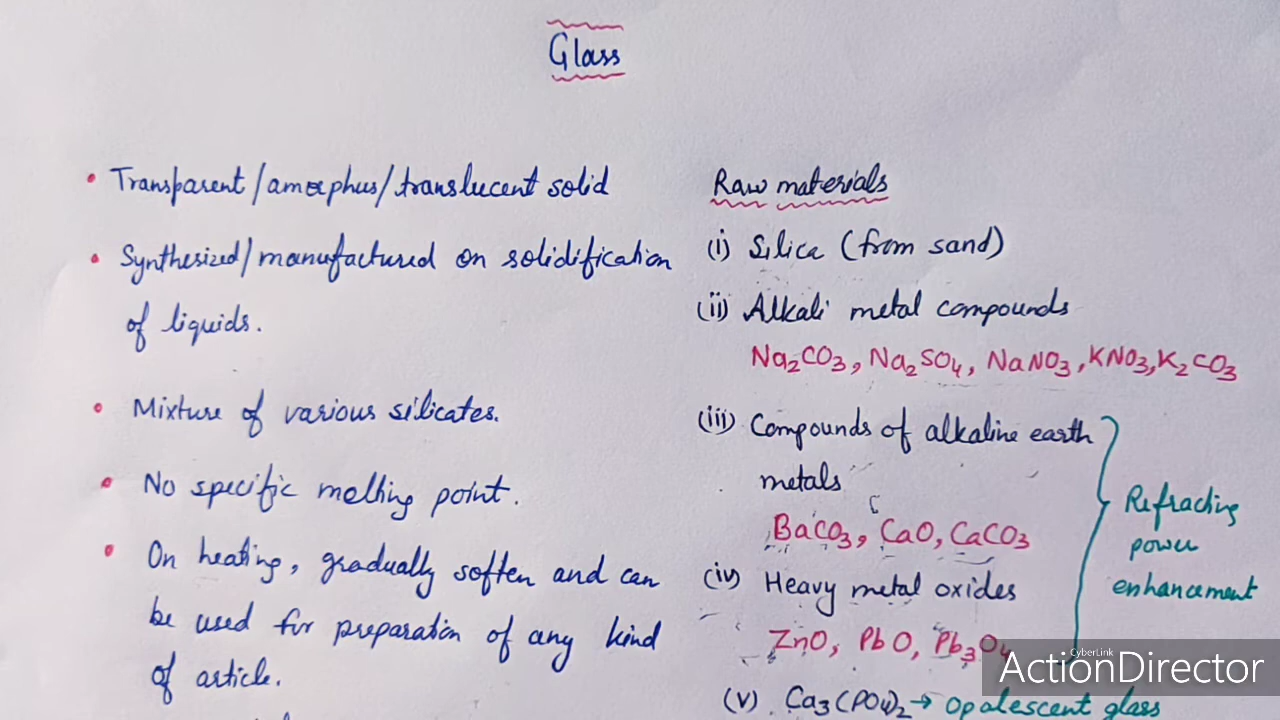 Glass
• Transparent/amorphus/translucent solid
• Synthesized/manufactured on solidification
of liquids.
• Mixture of various silicates.
• No specific melting point.
• On heating, gradually soften and can
be used for preparation of any kind
of article.
Raw materials
(i) Silica (from sand)
(ii) Alkali metal compounds
Na2CO3, Na2SO4, NaNO3, KNO3, K2CO3
(iii) Compounds of alkaline earth
metals
BaCO3, CaO, CaCO3
(iv) Heavy metal oxides
ZnO, PbO, Pb3O4
Refracting
power
enhancement
(v) Ca3(PO4)2 → Opalescent glass
CyberLink
ActionDirector